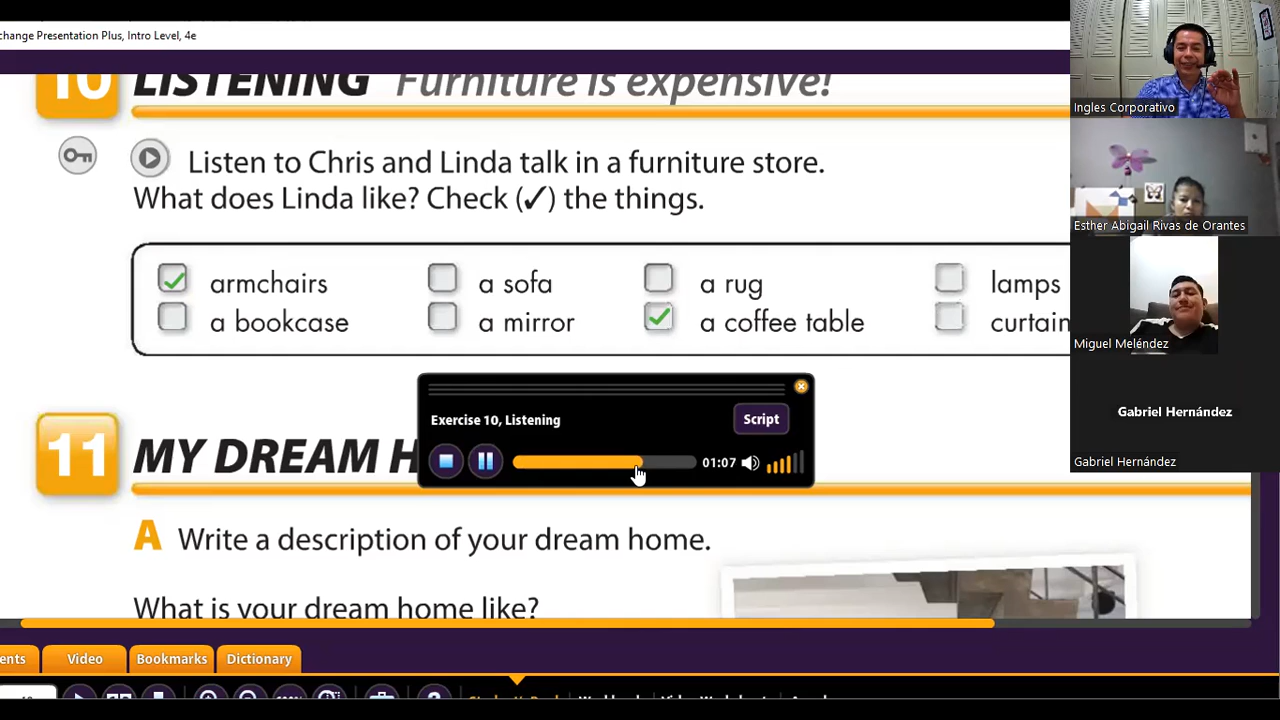 change Presentation Plus, Intro Level, 4e
10 LISTENING Furniture is expensive!
Listen to Chris and Linda talk in a furniture store.
What does Linda like? Check (✓) the things.
armchairs a sofa a rug lamps
a bookcase a mirror a coffee table curtain
Exercise 10, Listening Script
01:07
11 MY DREAM H
A Write a description of your dream home.
What is your dream home like?
ents Video Bookmarks Dictionary
Ingles Corporativo
Esther Abigail Rivas de Orantes
Miguel Meléndez
Gabriel Hernández
Gabriel Hernández